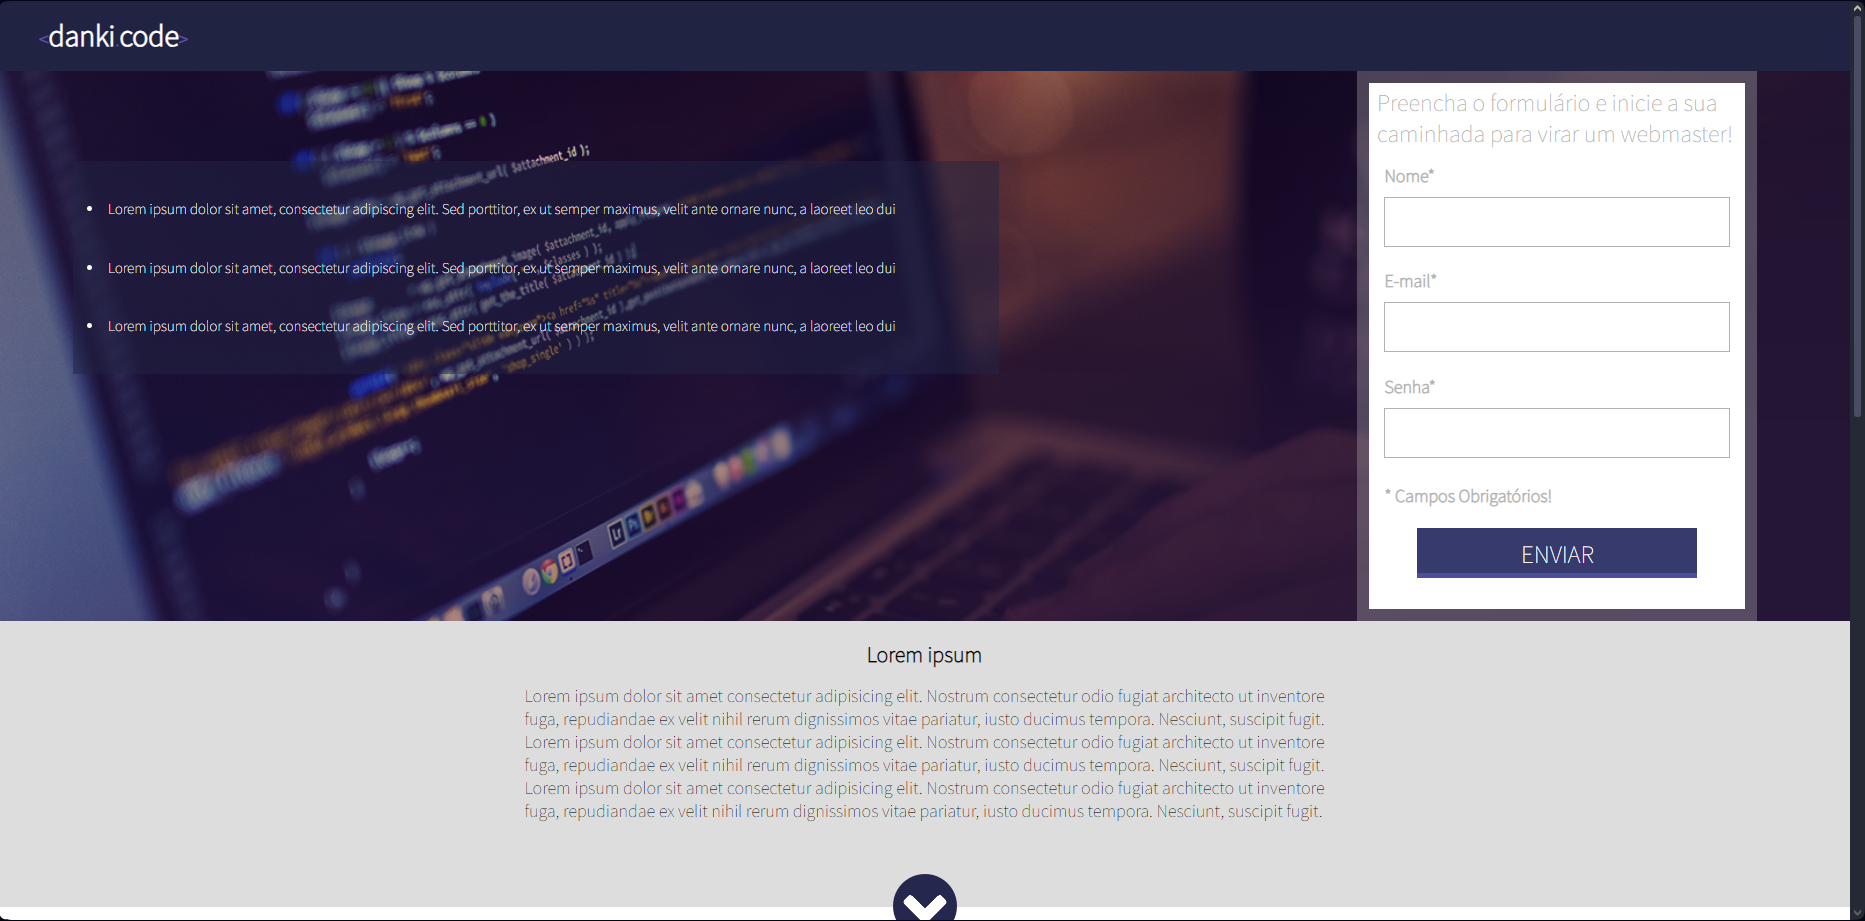 <danki.code>
Preencha o formulário e inicie a sua
caminhada para virar um webmaster!
Nome*
E-mail*
Senha*
* Campos Obrigatórios!
ENVIAR
$column ==
$attachment_id );
• Lorem ipsum dolor sit amet, consectetur adipiscing elit. Sed porttitor, ex ut semper maximus, velit ante ornare nunc, a laoreet leo dui
• Lorem ipsum dolor sit amet, consectetur adipiscing elit. Sed porttitor, ex ut semper maximus, velit ante ornare nunc, a laoreet leo dui
• Lorem ipsum dolor sit amet, consectetur adipiscing elit. Sed porttitor, ex ut semper maximus, velit ante ornare nunc, a laoreet leo dui
Lorem ipsum
Lorem ipsum dolor sit amet consectetur adipisicing elit. Nostrum consectetur odio fugiat architecto ut inventore
fuga, repudiandae ex velit nihil rerum dignissimos vitae pariatur, iusto ducimus tempora. Nesciunt, suscipit fugit.
Lorem ipsum dolor sit amet consectetur adipisicing elit. Nostrum consectetur odio fugiat architecto ut inventore
fuga, repudiandae ex velit nihil rerum dignissimos vitae pariatur, iusto ducimus tempora. Nesciunt, suscipit fugit.
Lorem ipsum dolor sit amet consectetur adipisicing elit. Nostrum consectetur odio fugiat architecto ut inventore
fuga, repudiandae ex velit nihil rerum dignissimos vitae pariatur, iusto ducimus tempora. Nesciunt, suscipit fugit.